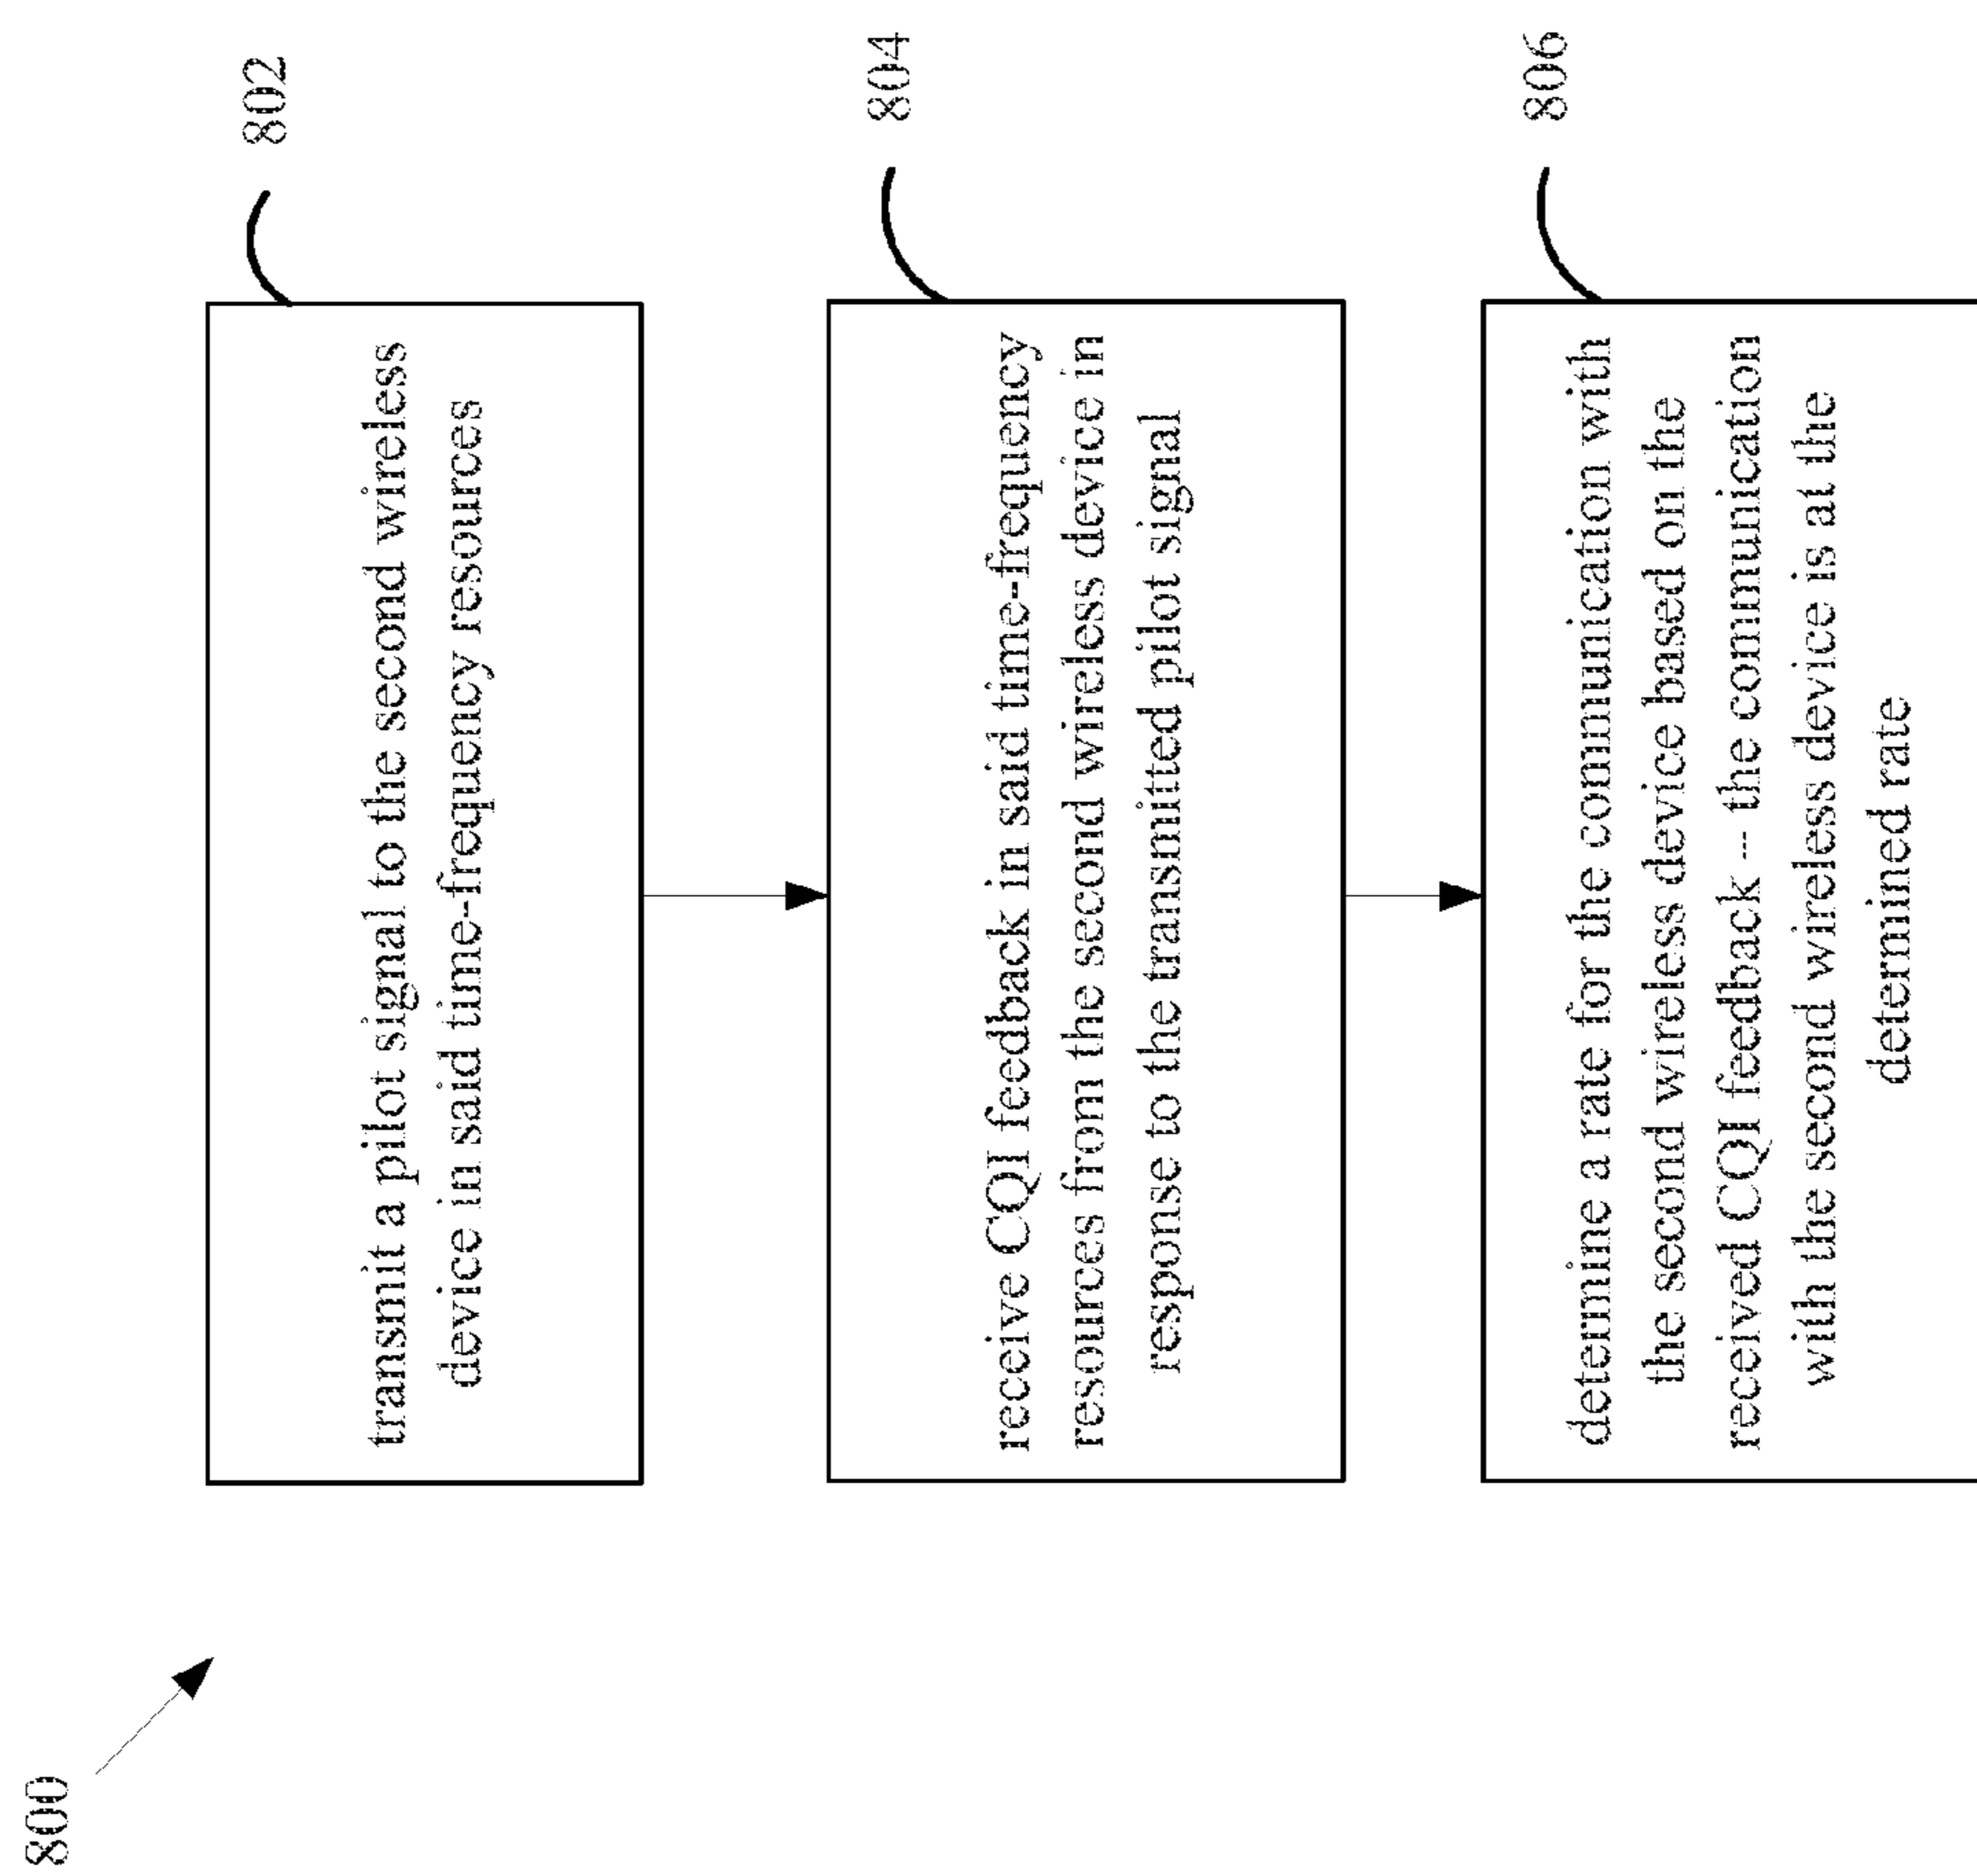 800
802
transmit a pilot signal to the second wireless
device in said time-frequency resources
804
receive CQI feedback in said time-frequency
resources from the second wireless device in
response to the transmitted pilot signal
806
determine a rate for the communication with
the second wireless device based on the
received CQI feedback -- the communication
with the second wireless device is at the
determined rate